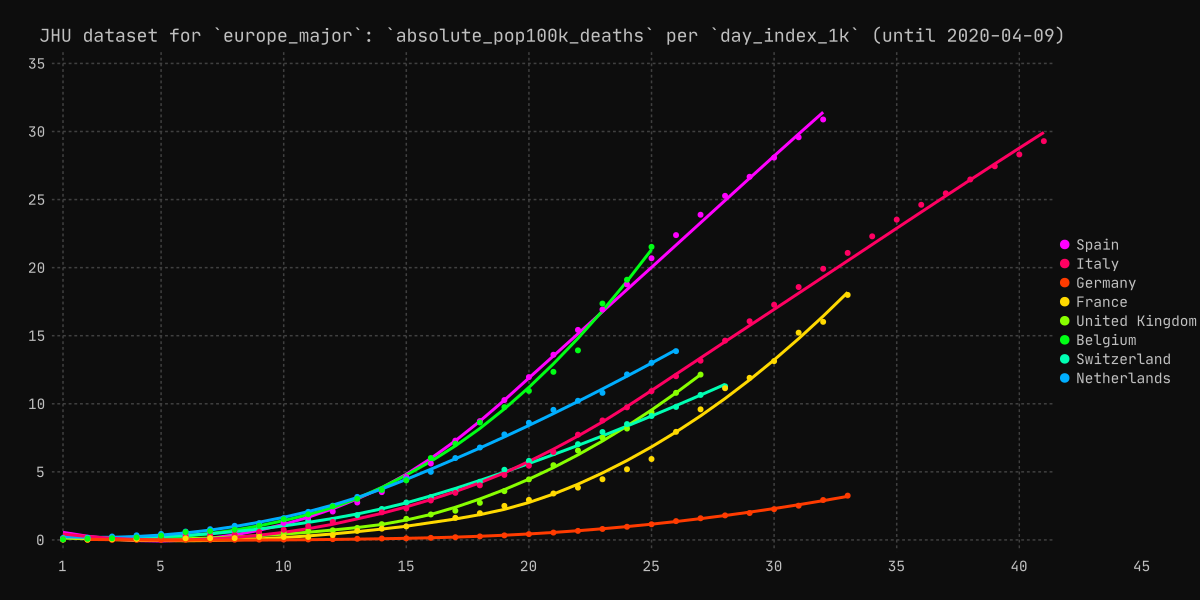 JHU dataset for `europe_major`: `absolute_pop100k_deaths` per `day_index_1k` (until 2020-04-09)
35
30
25
20
15
10
5
0
1 5 10 15 20 25 30 35 40 45
Spain
Italy
Germany
France
United Kingdom
Belgium
Switzerland
Netherlands